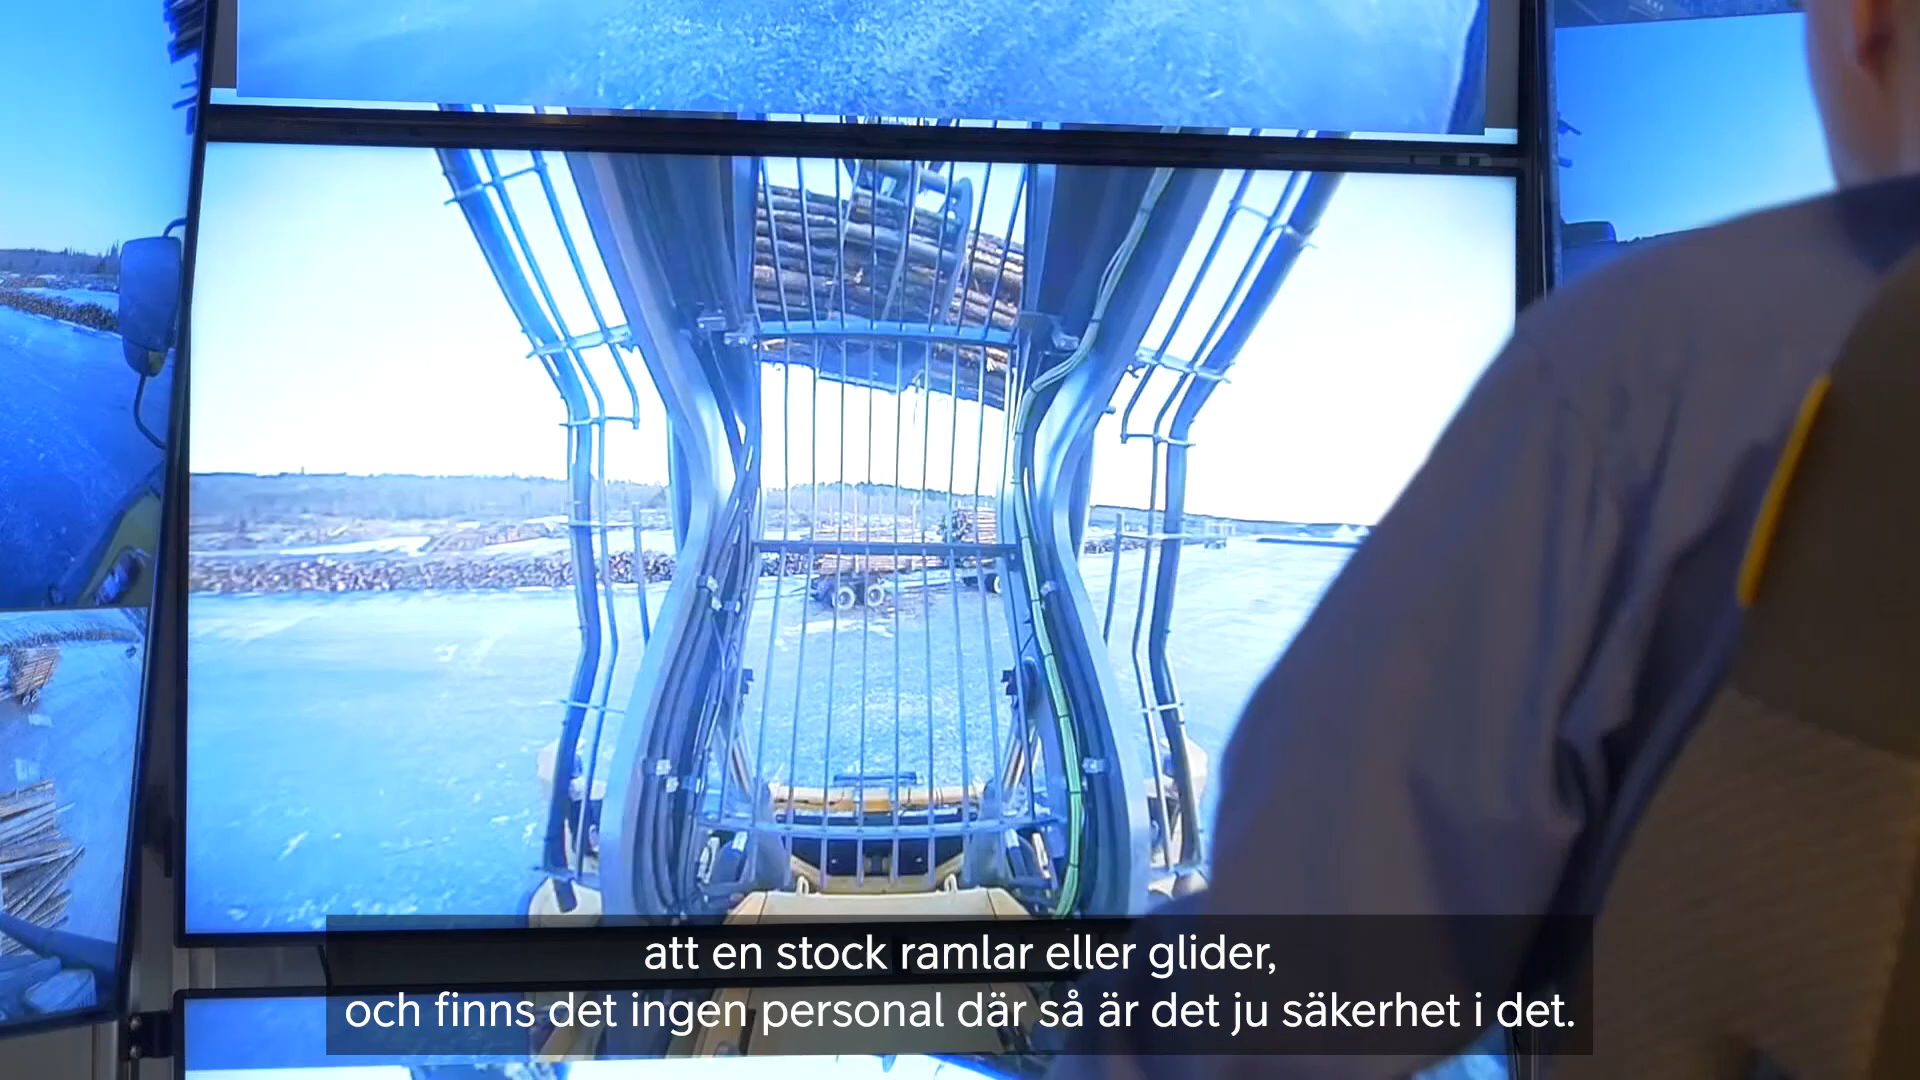 att en stock ramlar eller glider,
och finns det ingen personal där så är det ju säkerhet i det.